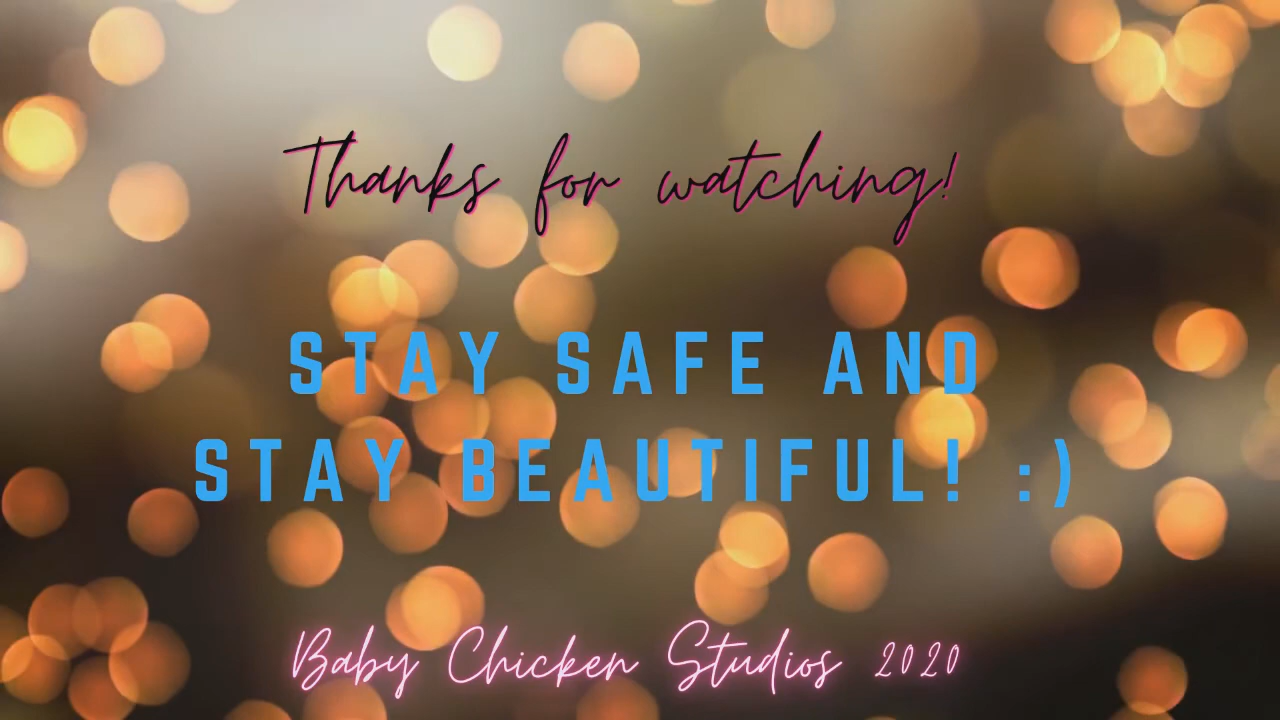 Thanks for watching!
STAY SAFE AND
STAY BEAUTIFUL! :)
Baby Chicken Studios 2020